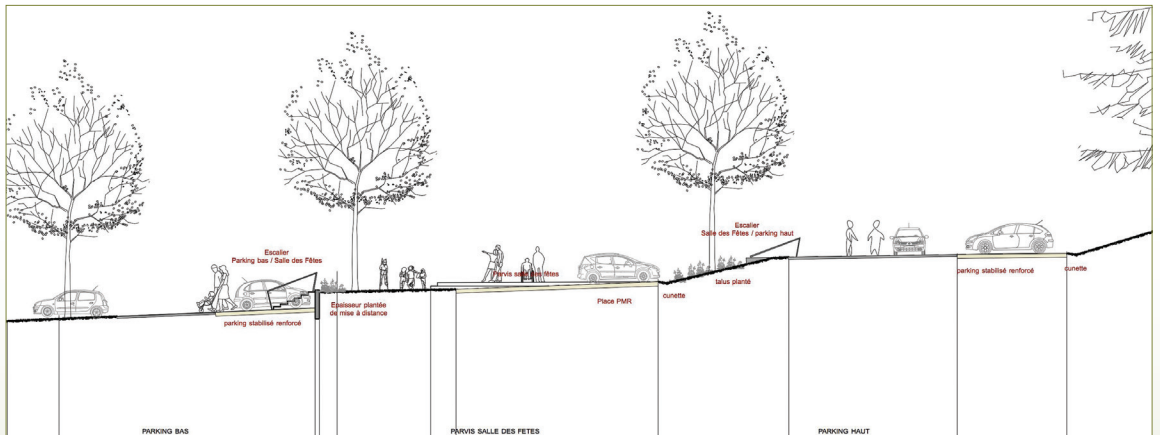 Escalier
Parking bas / Salle des Fêtes
parking stabilisé renforcé
Epaisseur plantée
de mise à distance
Parvis salle des fêtes
Place PMR
cunette
Escalier
Salle des Fêtes / parking haut
talus planté
parking stabilisé renforcé
cunette
PARKING BAS
PARVIS SALLE DES FETES
PARKING HAUT